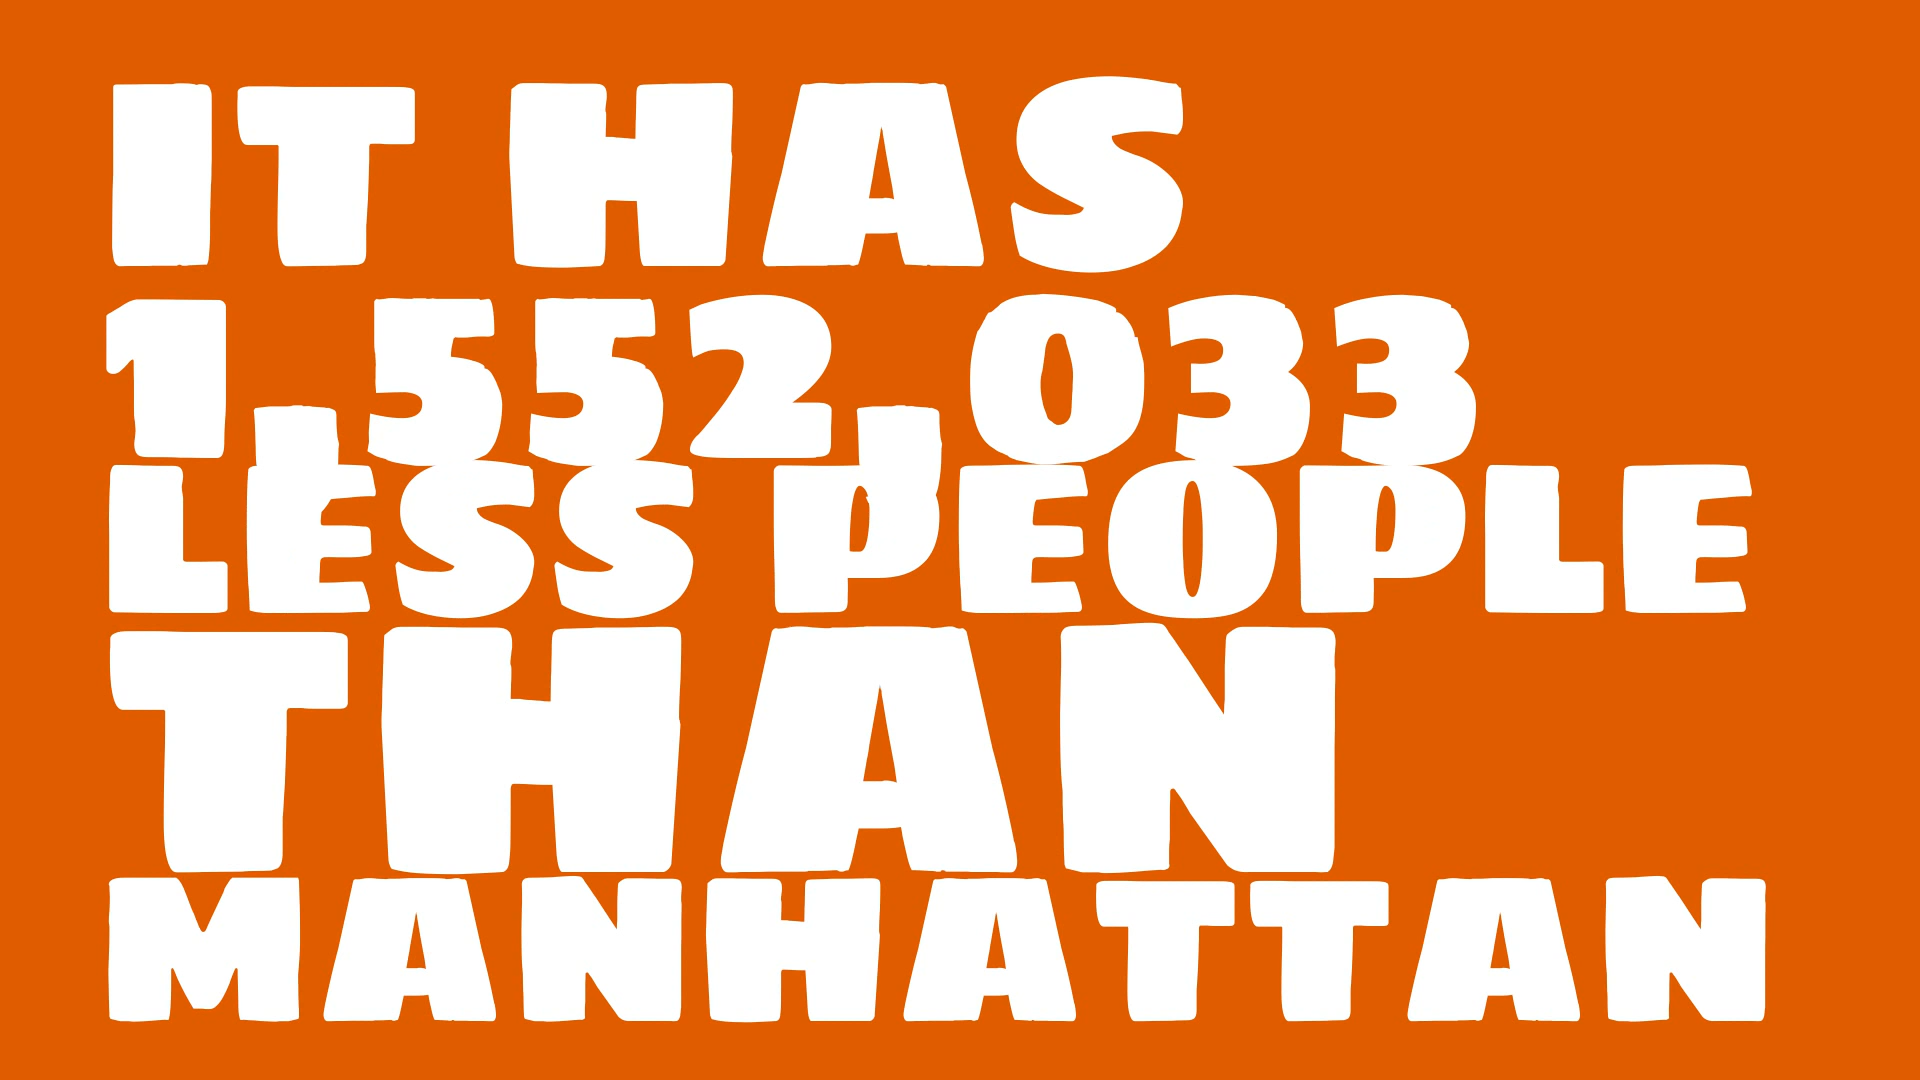 IT HAS
1,552,033
LESS PEOPLE
THAN
MANHATTAN